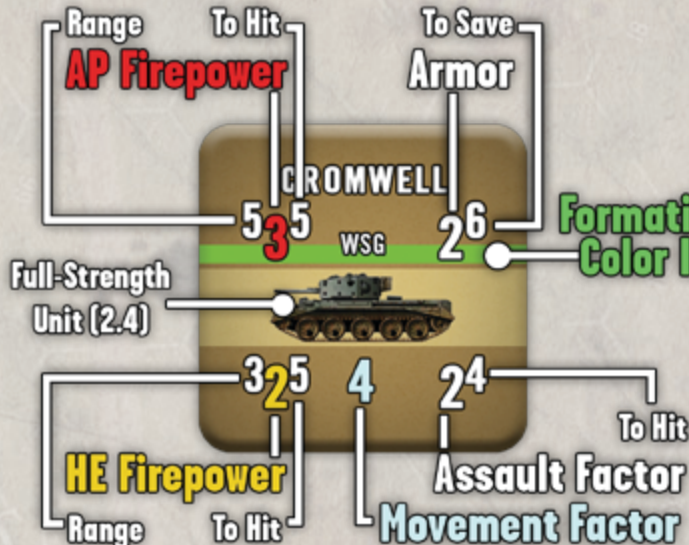 Range To Hit To Save
AP Firepower Armor
CROMWELL
5 3 5 2 6
WSG
Formati
Color
Full-Strength
Unit (2.4)
3 2 5 4 2 4
To Hit
HE Firepower Assault Factor
Range To Hit Movement Factor